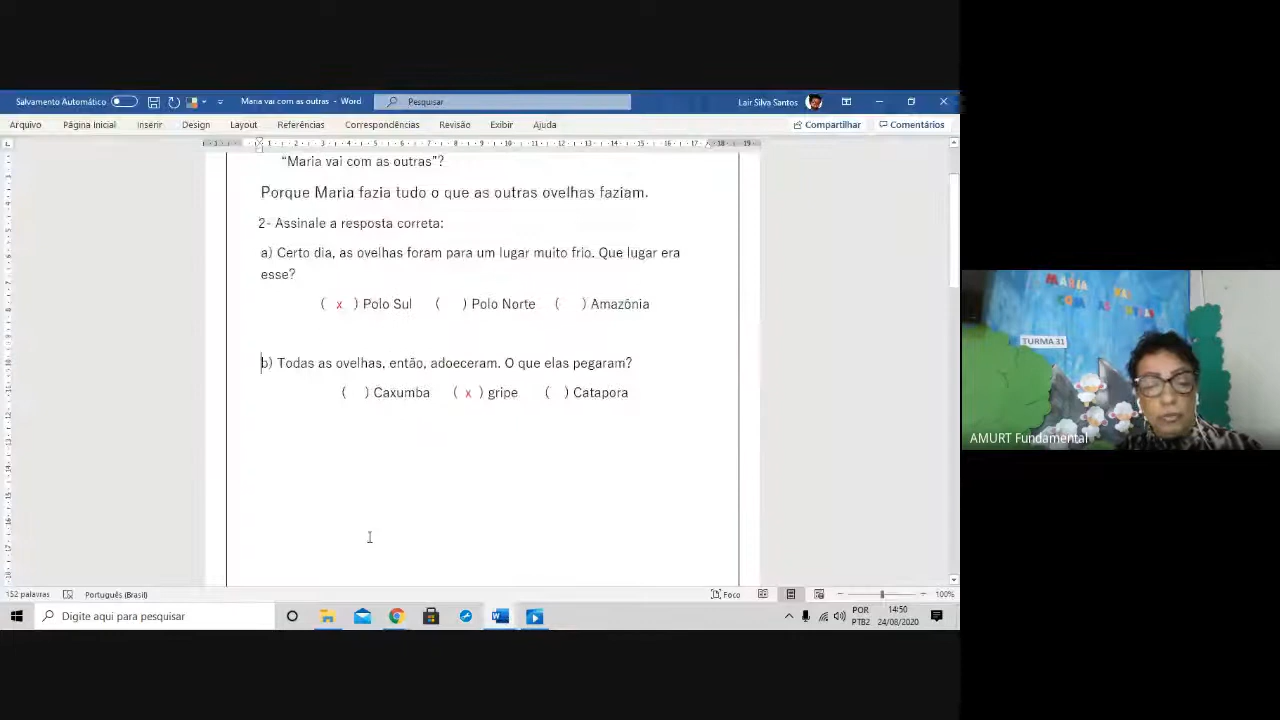 Salvamento Automático
Maria vai com as outras - Word
Pesquisar
Lair Silva Santos
Arquivo
Página Inicial
Inserir
Design
Layout
Referências
Correspondências
Revisão
Exibir
Ajuda
Compartilhar
Comentários
“Maria vai com as outras”?
Porque Maria fazia tudo o que as outras ovelhas faziam.
2- Assinale a resposta correta:
a) Certo dia, as ovelhas foram para um lugar muito frio. Que lugar era
esse?
( x ) Polo Sul ( ) Polo Norte ( ) Amazônia
b) Todas as ovelhas, então, adoeceram. O que elas pegaram?
( ) Caxumba ( x ) gripe ( ) Catapora
152 palavras
Português (Brasil)
Foco
100%
Digite aqui para pesquisar
POR
PTB2
14:50
24/08/2020
MARIA VAI
COM AS
TURMA 31
AMURT Fundamental